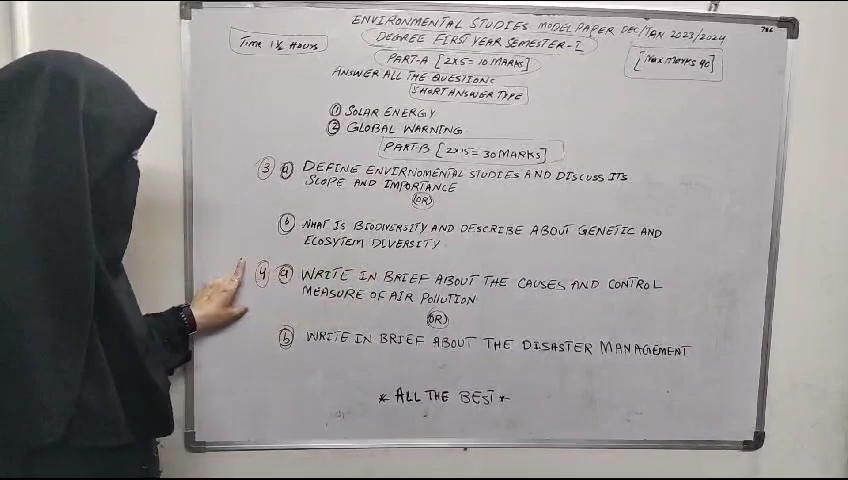 ENVIRONMENTAL STUDIES MODEL PAPER DEC/JAN 2023/2024
786
DEGREE FIRST YEAR SEMESTER-I
TIME 1½ HOURS
PART-A [2x5=10 MARKS]
[Max marks 40]
ANSWER ALL THE QUESTIONS
SHORT ANSWER TYPE
① SOLAR ENERGY
② GLOBAL WARNING
PART-B [2x15=30 MARKS]
③ ⓐ DEFINE ENVIRNOMENTAL STUDIES AND DISCUSS ITS
SCOPE AND IMPORTANCE
OR
ⓑ WHAT IS BIODIVERSITY AND DESCRIBE ABOUT GENETIC AND
ECOSYTEM DIVERSITY
④ ⓐ WRITE IN BRIEF ABOUT THE CAUSES AND CONTROL
MEASURE OF AIR POLLUTION
OR
ⓑ WRITE IN BRIEF ABOUT THE DISASTER MANAGEMENT
* ALL THE BEST *